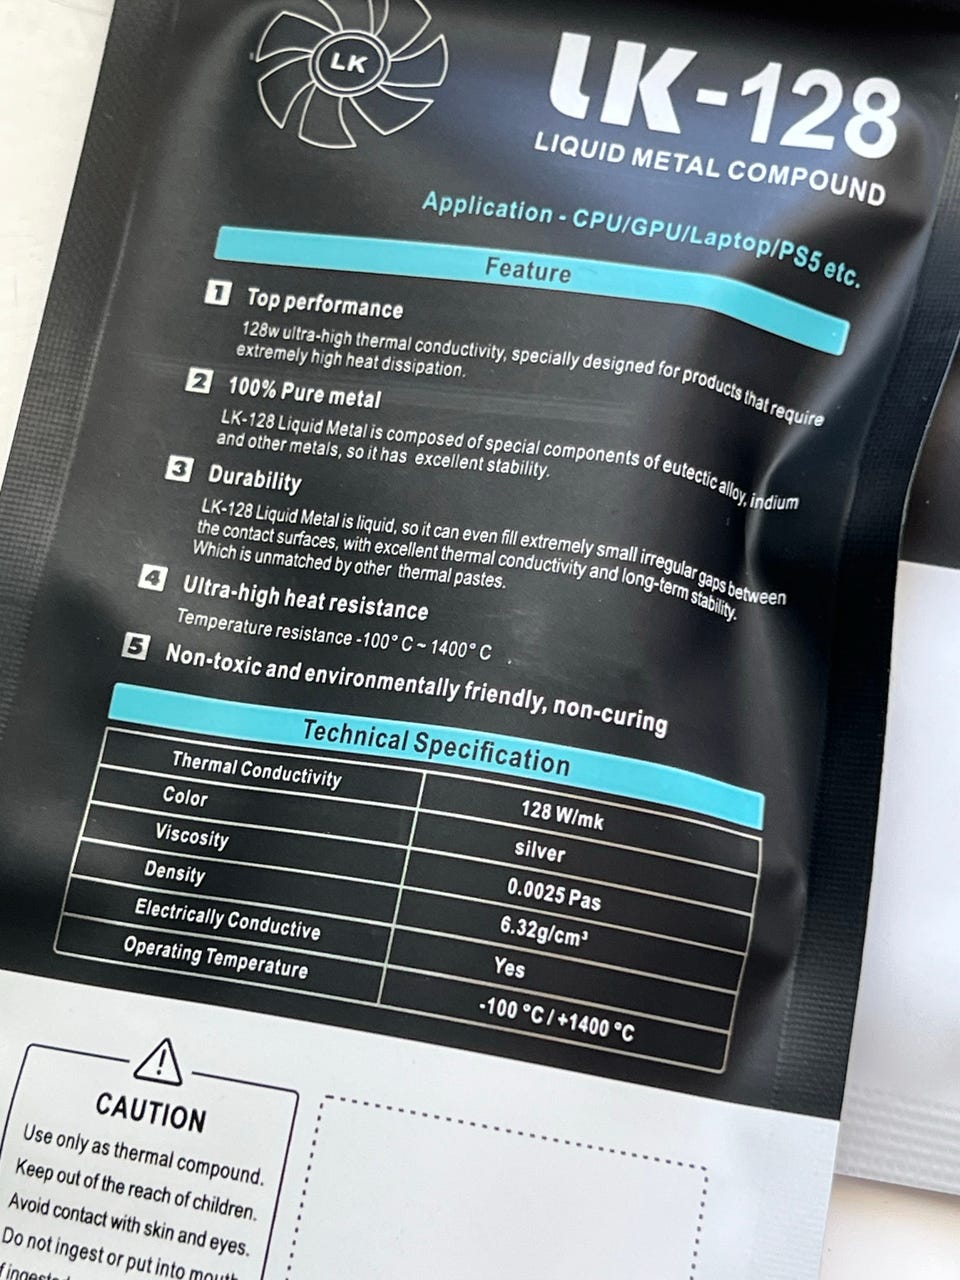 LK
LK-128
LIQUID METAL COMPOUND
Application - CPU/GPU/Laptop/PS5 etc.
Feature
1 Top performance
128w ultra-high thermal conductivity, specially designed for products that require
extremely high heat dissipation.
2 100% Pure metal
LK-128 Liquid Metal is composed of special components of eutectic alloy, indium
and other metals, so it has excellent stability.
3 Durability
LK-128 Liquid Metal is liquid, so it can even fill extremely small irregular gaps between
the contact surfaces, with excellent thermal conductivity and long-term stability.
Which is unmatched by other thermal pastes.
4 Ultra-high heat resistance
Temperature resistance -100° C ~ 1400° C .
5 Non-toxic and environmentally friendly, non-curing
Technical Specification
Thermal Conductivity 128 W/mk
Color silver
Viscosity 0.0025 Pas
Density 6.32g/cm³
Electrically Conductive Yes
Operating Temperature -100 °C / +1400 °C
CAUTION
Use only as thermal compound.
Keep out of the reach of children.
Avoid contact with skin and eyes.
Do not ingest or put into